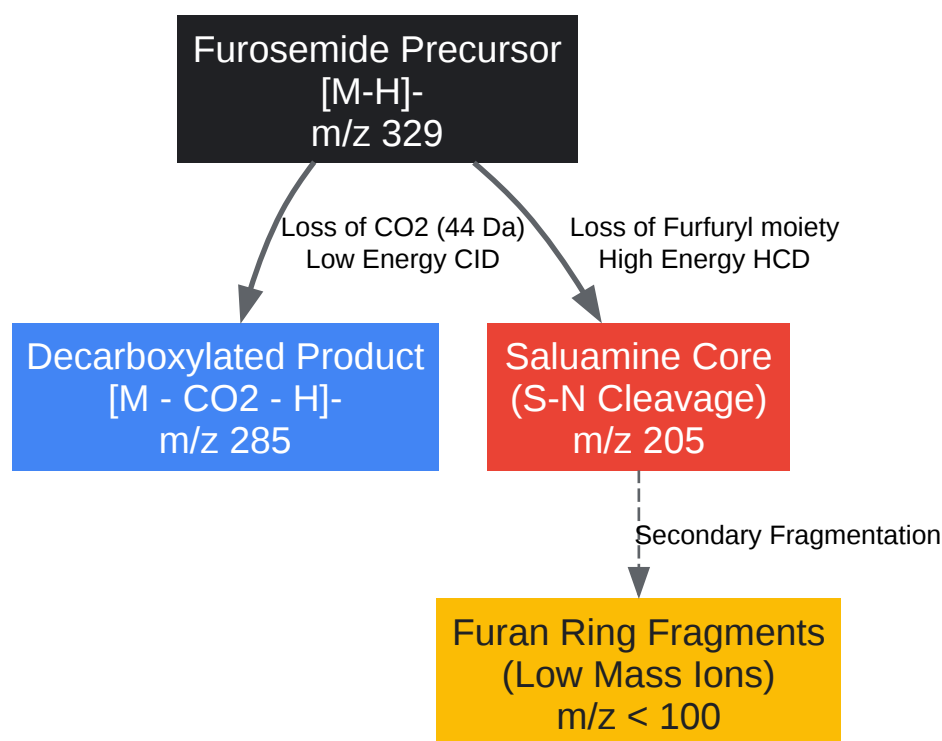 Furosemide Precursor
[M-H]-
m/z 329
Loss of CO2 (44 Da)
Low Energy CID
Loss of Furfuryl moiety
High Energy HCD
Decarboxylated Product
[M - CO2 - H]-
m/z 285
Saluamine Core
(S-N Cleavage)
m/z 205
Secondary Fragmentation
Furan Ring Fragments
(Low Mass Ions)
m/z < 100